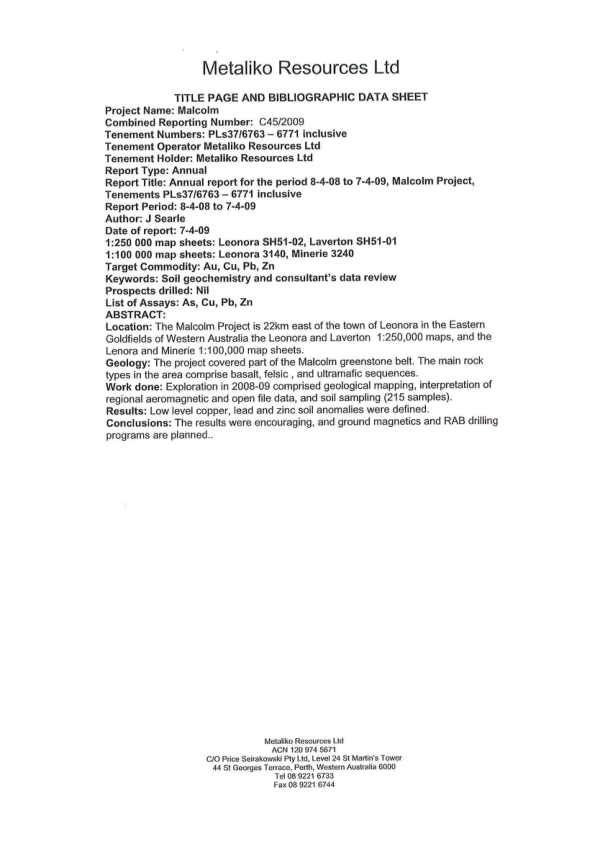 Metaliko Resources Ltd
TITLE PAGE AND BIBLIOGRAPHIC DATA SHEET
Project Name: Malcolm
Combined Reporting Number: C45/2009
Tenement Numbers: PLs37/6763 – 6771 inclusive
Tenement Operator Metaliko Resources Ltd
Tenement Holder: Metaliko Resources Ltd
Report Type: Annual
Report Title: Annual report for the period 8-4-08 to 7-4-09, Malcolm Project,
Tenements PLs37/6763 – 6771 inclusive
Report Period: 8-4-08 to 7-4-09
Author: J Searle
Date of report: 7-4-09
1:250 000 map sheets: Leonora SH51-02, Laverton SH51-01
1:100 000 map sheets: Leonora 3140, Minerie 3240
Target Commodity: Au, Cu, Pb, Zn
Keywords: Soil geochemistry and consultant's data review
Prospects drilled: Nil
List of Assays: As, Cu, Pb, Zn
ABSTRACT:
Location: The Malcolm Project is 22km east of the town of Leonora in the Eastern
Goldfields of Western Australia the Leonora and Laverton 1:250,000 maps, and the
Lenora and Minerie 1:100,000 map sheets.
Geology: The project covered part of the Malcolm greenstone belt. The main rock
types in the area comprise basalt, felsic , and ultramafic sequences.
Work done: Exploration in 2008-09 comprised geological mapping, interpretation of
regional aeromagnetic and open file data, and soil sampling (215 samples).
Results: Low level copper, lead and zinc soil anomalies were defined.
Conclusions: The results were encouraging, and ground magnetics and RAB drilling
programs are planned..
Metaliko Resources Ltd
ACN 120 974 5671
C/O Price Seirakowski Pty Ltd, Level 24 St Martin's Tower
44 St Georges Terrace, Perth, Western Australia 6000
Tel 08 9221 6733
Fax 08 9221 6744